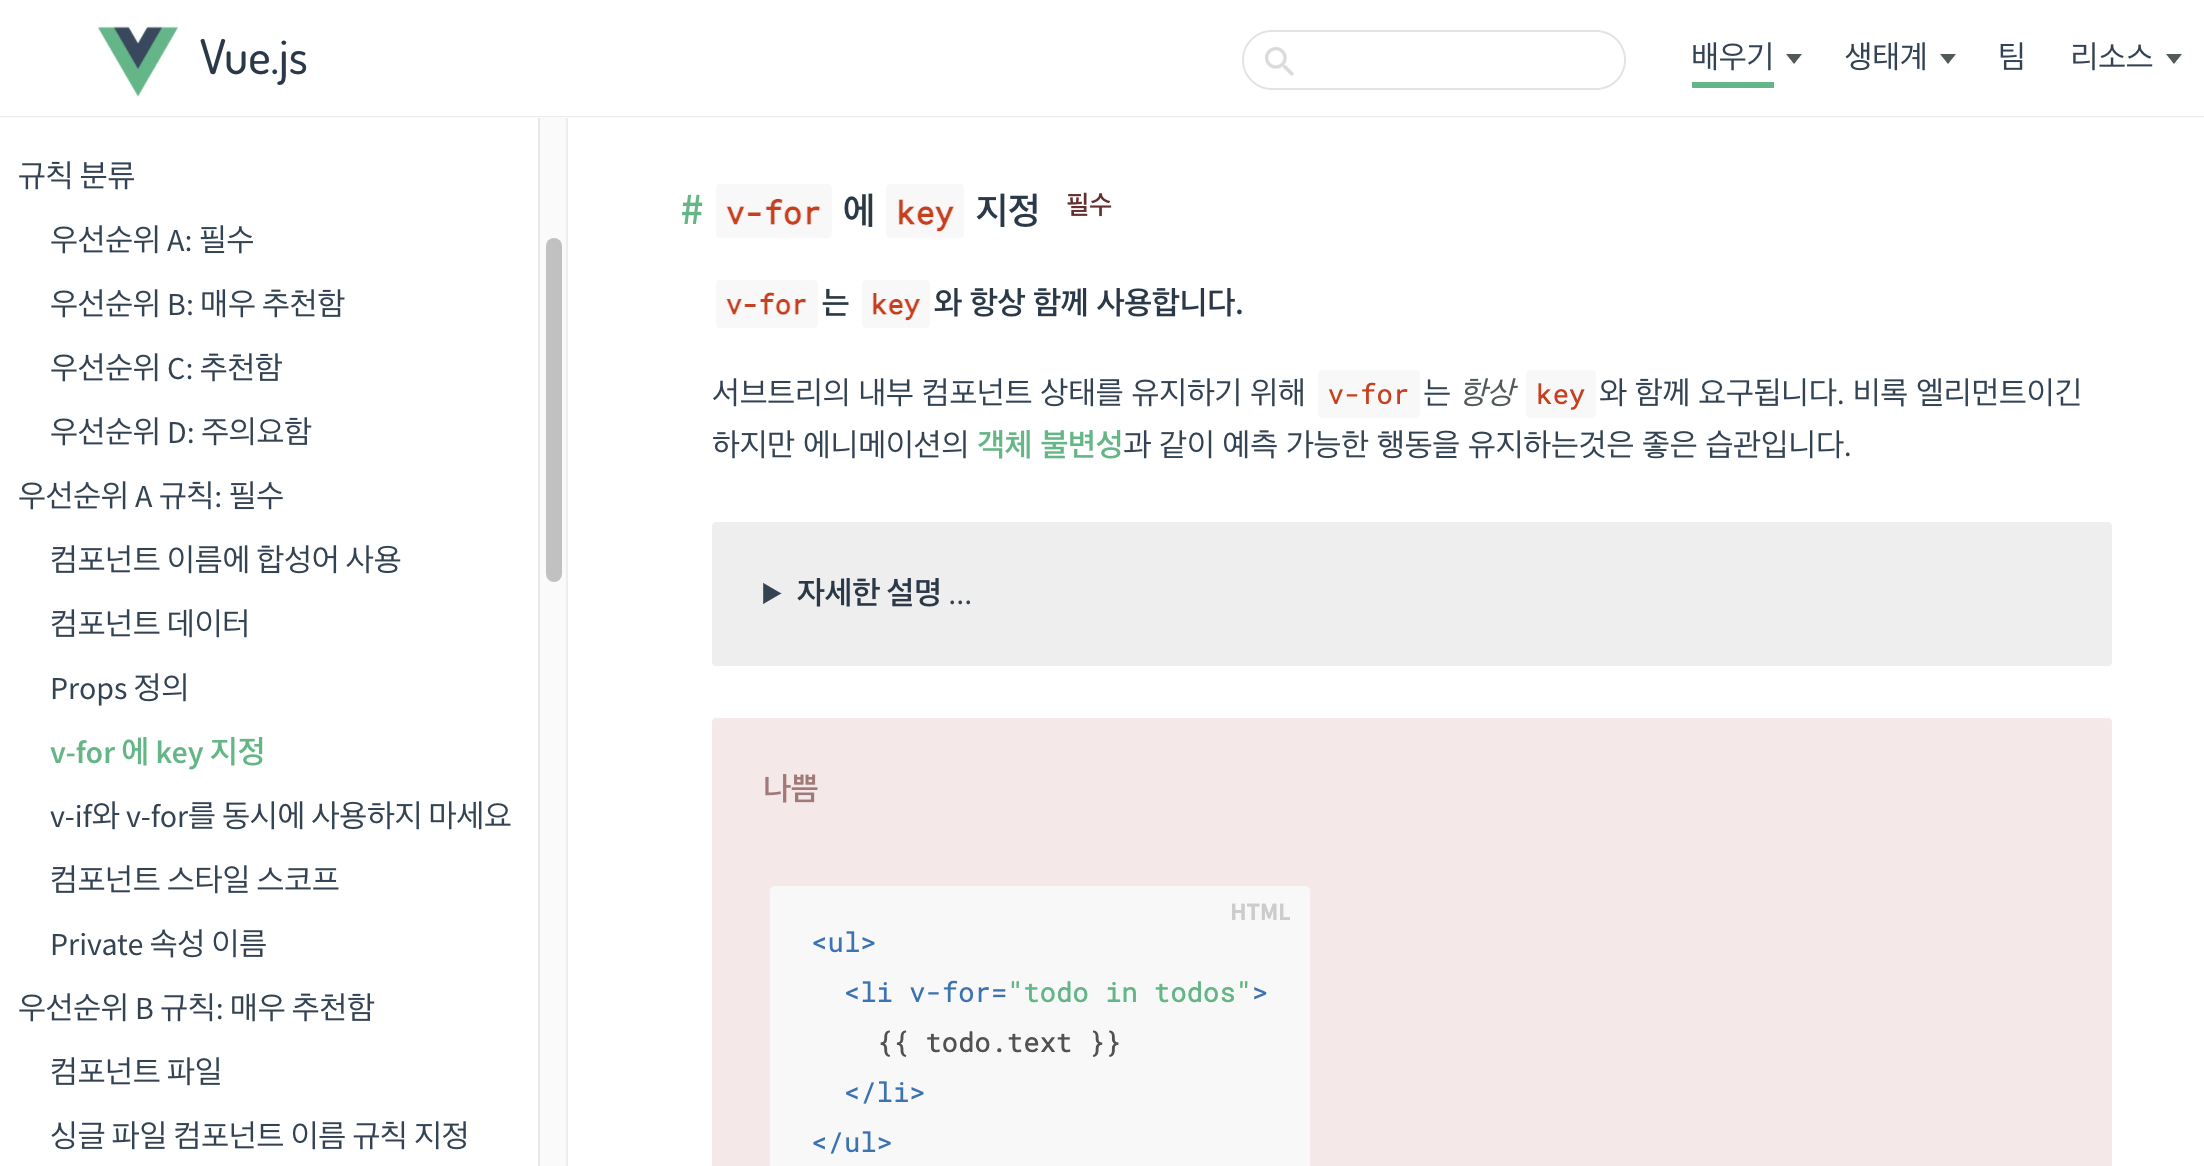 Vue.js
배우기
생태계
팀
리소스
규칙 분류
우선순위 A: 필수
우선순위 B: 매우 추천함
우선순위 C: 추천함
우선순위 D: 주의요함
우선순위 A 규칙: 필수
컴포넌트 이름에 합성어 사용
컴포넌트 데이터
Props 정의
v-for 에 key 지정
v-if와 v-for를 동시에 사용하지 마세요
컴포넌트 스타일 스코프
Private 속성 이름
우선순위 B 규칙: 매우 추천함
컴포넌트 파일
싱글 파일 컴포넌트 이름 규칙 지정
# v-for 에 key 지정 필수
v-for 는 key 와 항상 함께 사용합니다.
서브트리의 내부 컴포넌트 상태를 유지하기 위해 v-for 는 항상 key 와 함께 요구됩니다. 비록 엘리먼트이긴
하지만 에니메이션의 객체 불변성과 같이 예측 가능한 행동을 유지하는것은 좋은 습관입니다.
▶ 자세한 설명 ...
나쁨
HTML
<ul>
<li v-for="todo in todos">
{{ todo.text }}
</li>
</ul>